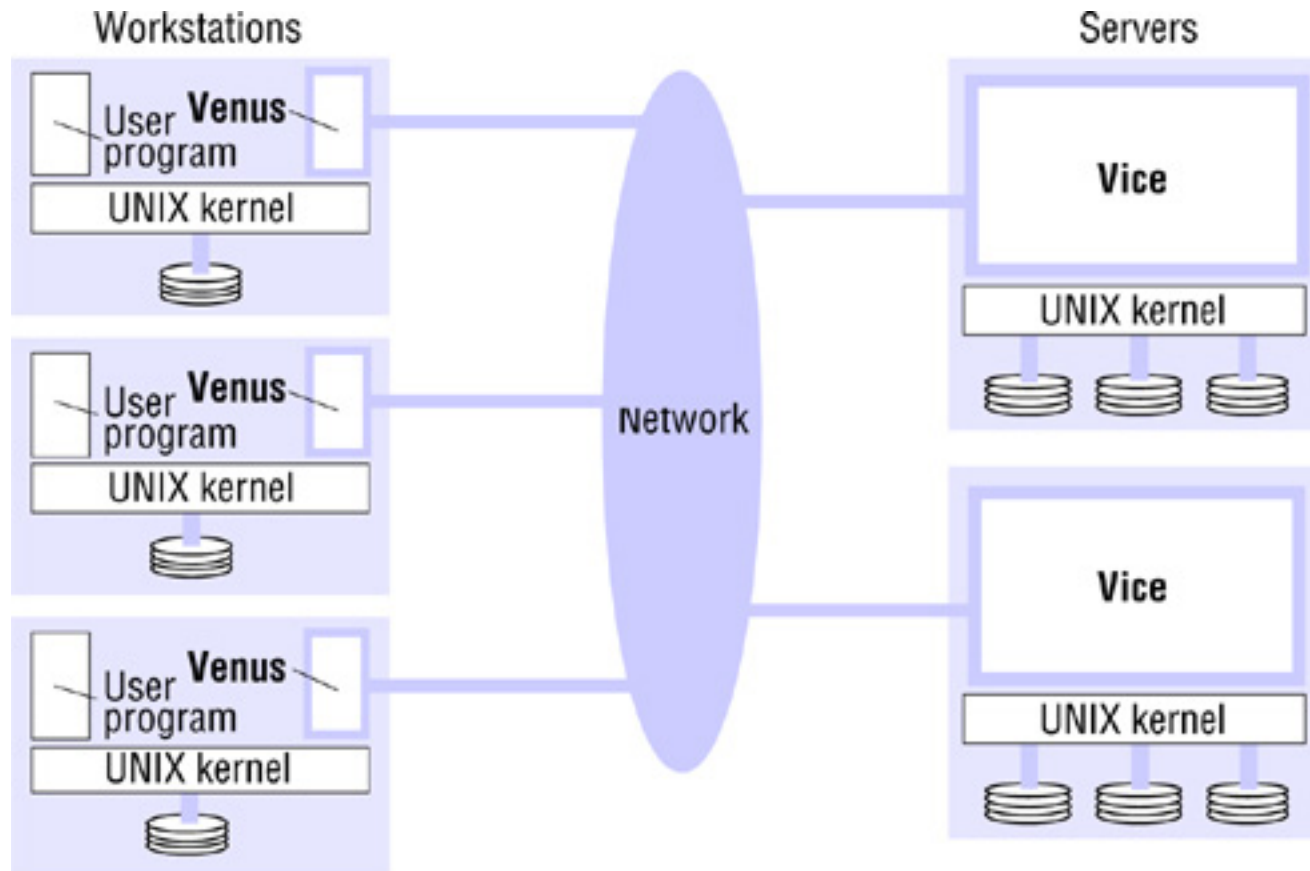 Workstations
Servers
User Venus
program
UNIX kernel
User Venus
program
UNIX kernel
User Venus
program
UNIX kernel
Network
Vice
UNIX kernel
Vice
UNIX kernel